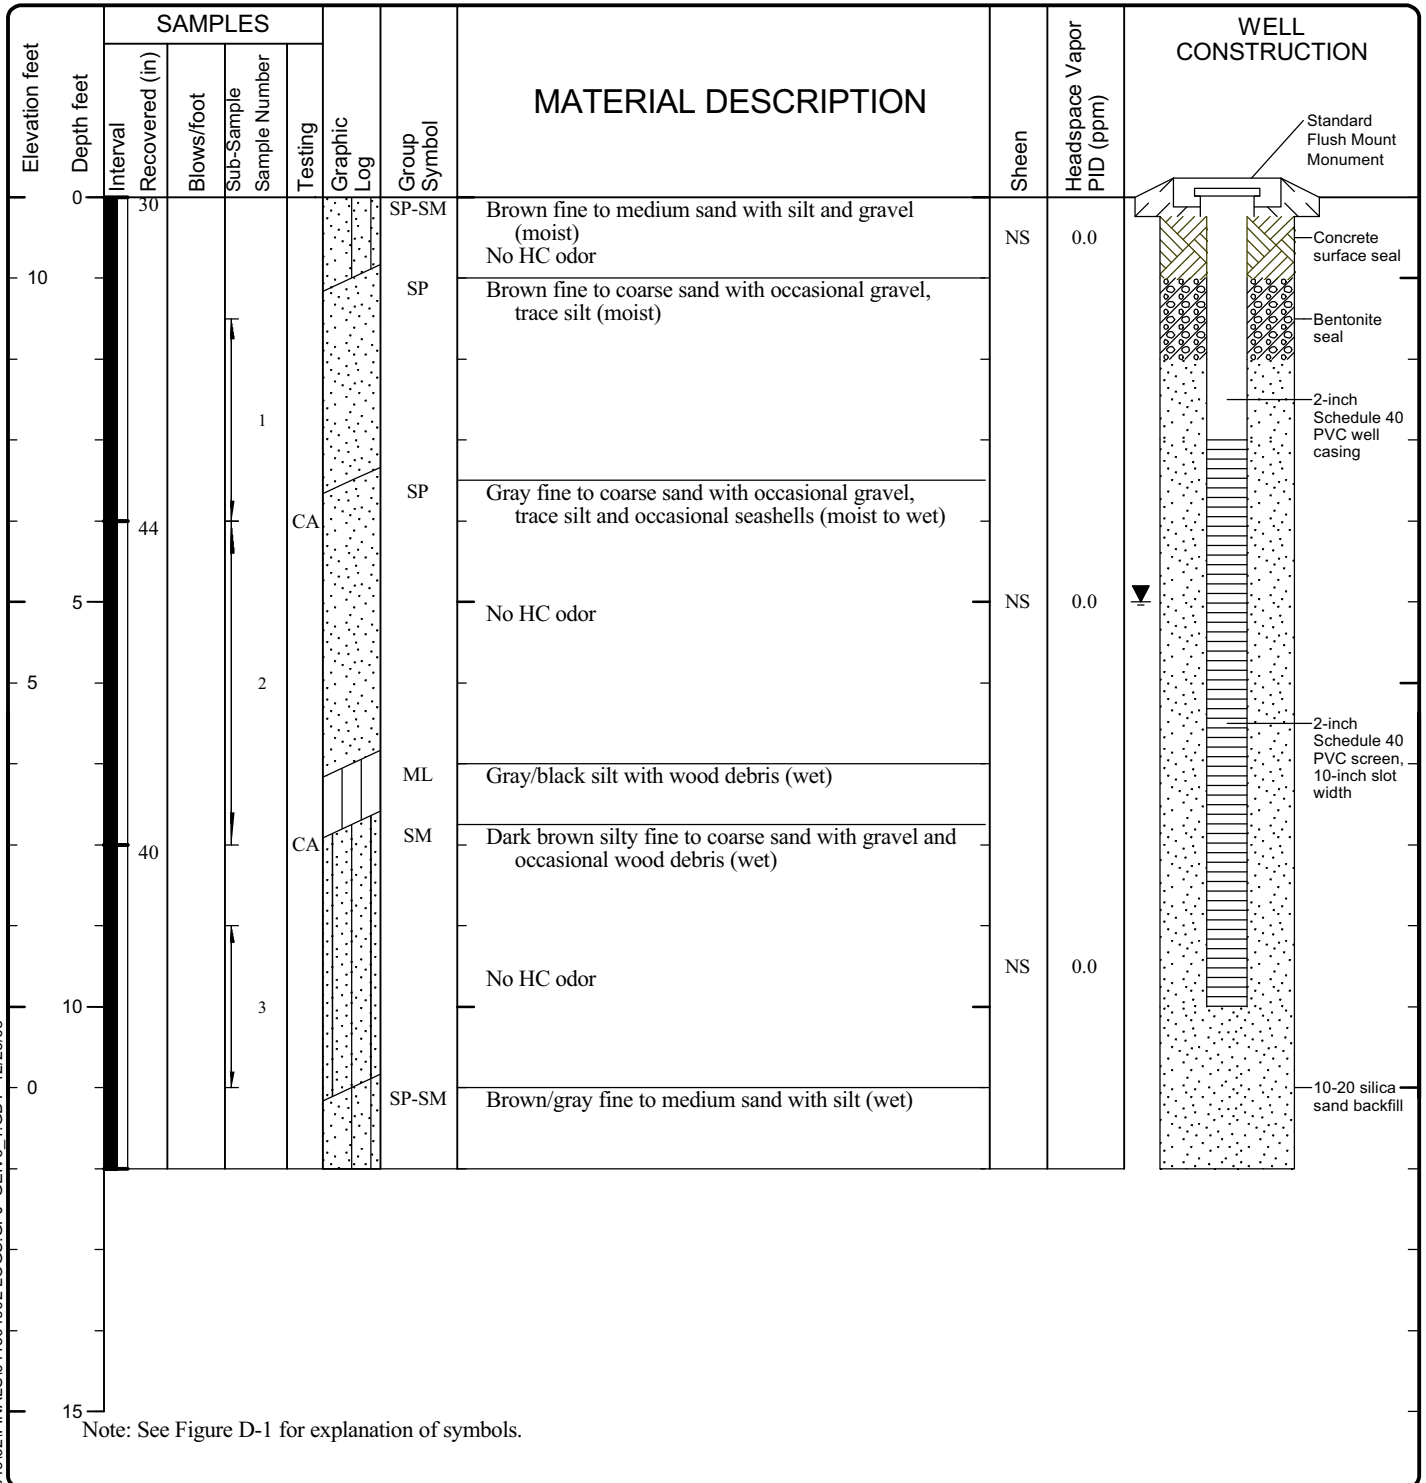 SAMPLES
Elevation feet
Depth feet
Interval
Recovered (in)
Blows/foot
Sub-Sample
Sample Number
Testing
Graphic
Log
Group
Symbol
MATERIAL DESCRIPTION
Sheen
Headspace Vapor
PID (ppm)
WELL
CONSTRUCTION
Standard
Flush Mount
Monument
0
30
SP-SM
Brown fine to medium sand with silt and gravel
(moist)
No HC odor
NS
0.0
Concrete
surface seal
10
SP
Brown fine to coarse sand with occasional gravel,
trace silt (moist)
Bentonite
seal
1
2-inch
Schedule 40
PVC well
casing
SP
Gray fine to coarse sand with occasional gravel,
trace silt and occasional seashells (moist to wet)
44
CA
5
No HC odor
NS
0.0
5
2
2-inch
Schedule 40
PVC screen,
10-inch slot
width
ML
Gray/black silt with wood debris (wet)
SM
Dark brown silty fine to coarse sand with gravel and
occasional wood debris (wet)
40
CA
No HC odor
NS
0.0
10
3
0
SP-SM
Brown/gray fine to medium sand with silt (wet)
10-20 silica
sand backfill
15
Note: See Figure D-1 for explanation of symbols.